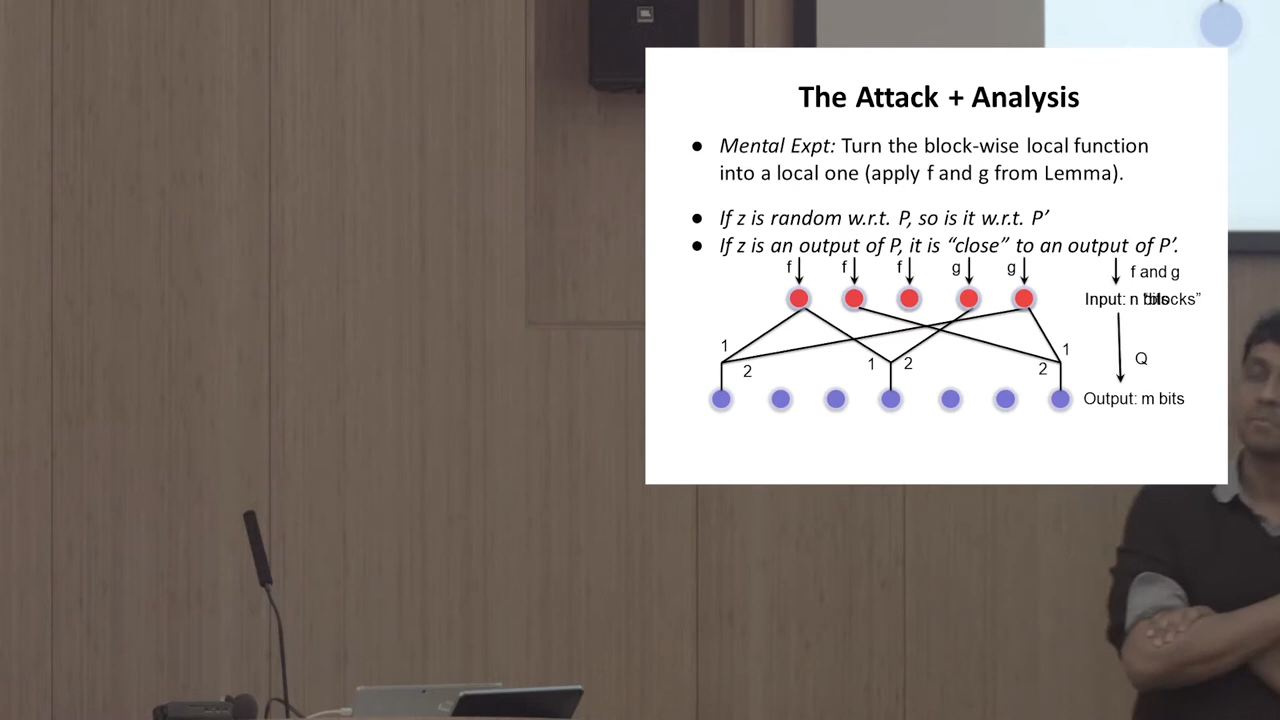 The Attack + Analysis
● Mental Expt: Turn the block-wise local function
into a local one (apply f and g from Lemma).
● If z is random w.r.t. P, so is it w.r.t. P’
● If z is an output of P, it is “close” to an output of P’.
f f f g g f and g
Input: n
1 2 1 2 2 1 Q
Output: m bits